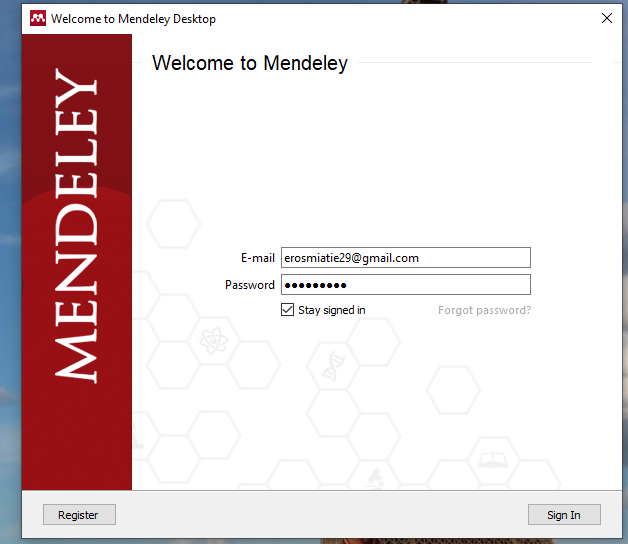 Welcome to Mendeley Desktop
MENDELEY
Welcome to Mendeley
E-mail erosmiatie29@gmail.com
Password ●●●●●●●●●
Stay signed in Forgot password?
Register Sign In